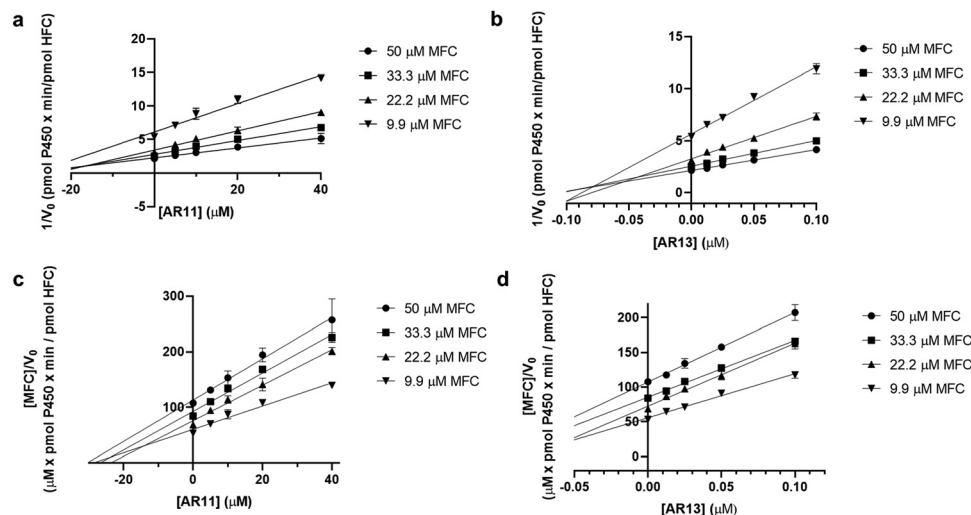 a
1/V₀ (pmol P450 x min/pmol HFC)
20
15
10
5
-5
-20
0
20
40
[AR11] (μM)
50 μM MFC
33.3 μM MFC
22.2 μM MFC
9.9 μM MFC
b
1/V₀ (pmol P450 x min/pmol HFC)
15
10
5
0
-0.10
-0.05
0.00
0.05
0.10
[AR13] (μM)
50 μM MFC
33.3 μM MFC
22.2 μM MFC
9.9 μM MFC
c
[MFC]/V₀
(μM x pmol P450 x min / pmol HFC)
300
200
100
-20
0
20
40
[AR11] (μM)
50 μM MFC
33.3 μM MFC
22.2 μM MFC
9.9 μM MFC
d
[MFC]/V₀
(μM x pmol P450 x min / pmol HFC)
200
150
100
50
0
-0.05
0.00
0.05
0.10
[AR13] (μM)
50 μM MFC
33.3 μM MFC
22.2 μM MFC
9.9 μM MFC